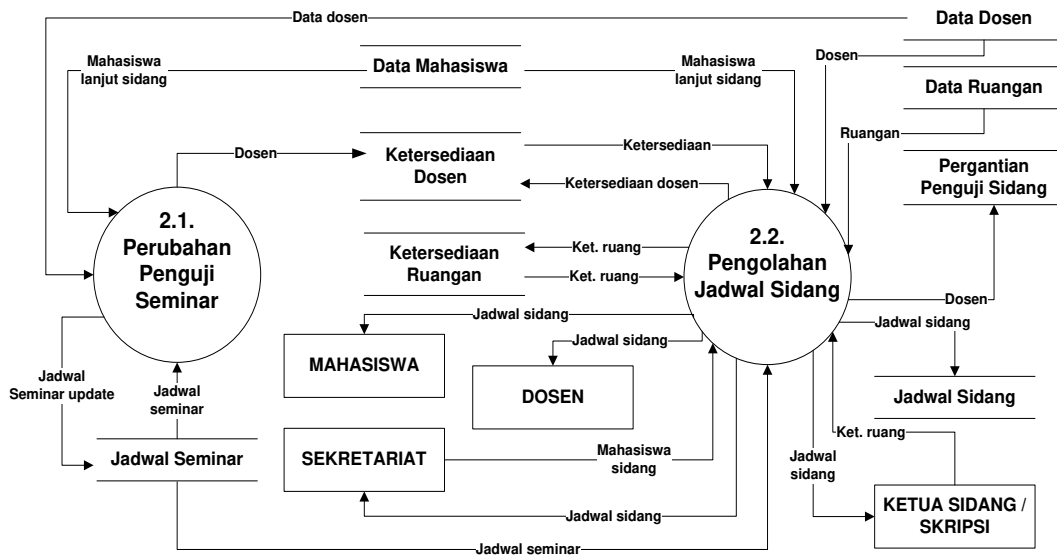 Data dosen
Data Dosen
Mahasiswa
lanjut sidang
Data Mahasiswa
Mahasiswa
lanjut sidang
Dosen
Data Ruangan
Ruangan
Dosen
Ketersediaan
Dosen
Ketersediaan
Ketersediaan dosen
Pergantian
Penguji Sidang
2.1.
Perubahan
Penguji
Seminar
Ketersediaan
Ruangan
Ket. ruang
Ket. ruang
2.2.
Pengolahan
Jadwal Sidang
Dosen
Jadwal sidang
MAHASISWA
Jadwal sidang
DOSEN
Jadwal sidang
Jadwal Sidang
Jadwal
Seminar update
Jadwal
seminar
Jadwal Seminar
SEKRETARIAT
Mahasiswa
sidang
Jadwal sidang
Ket. ruang
Jadwal
sidang
KETUA SIDANG /
SKRIPSI
Jadwal seminar